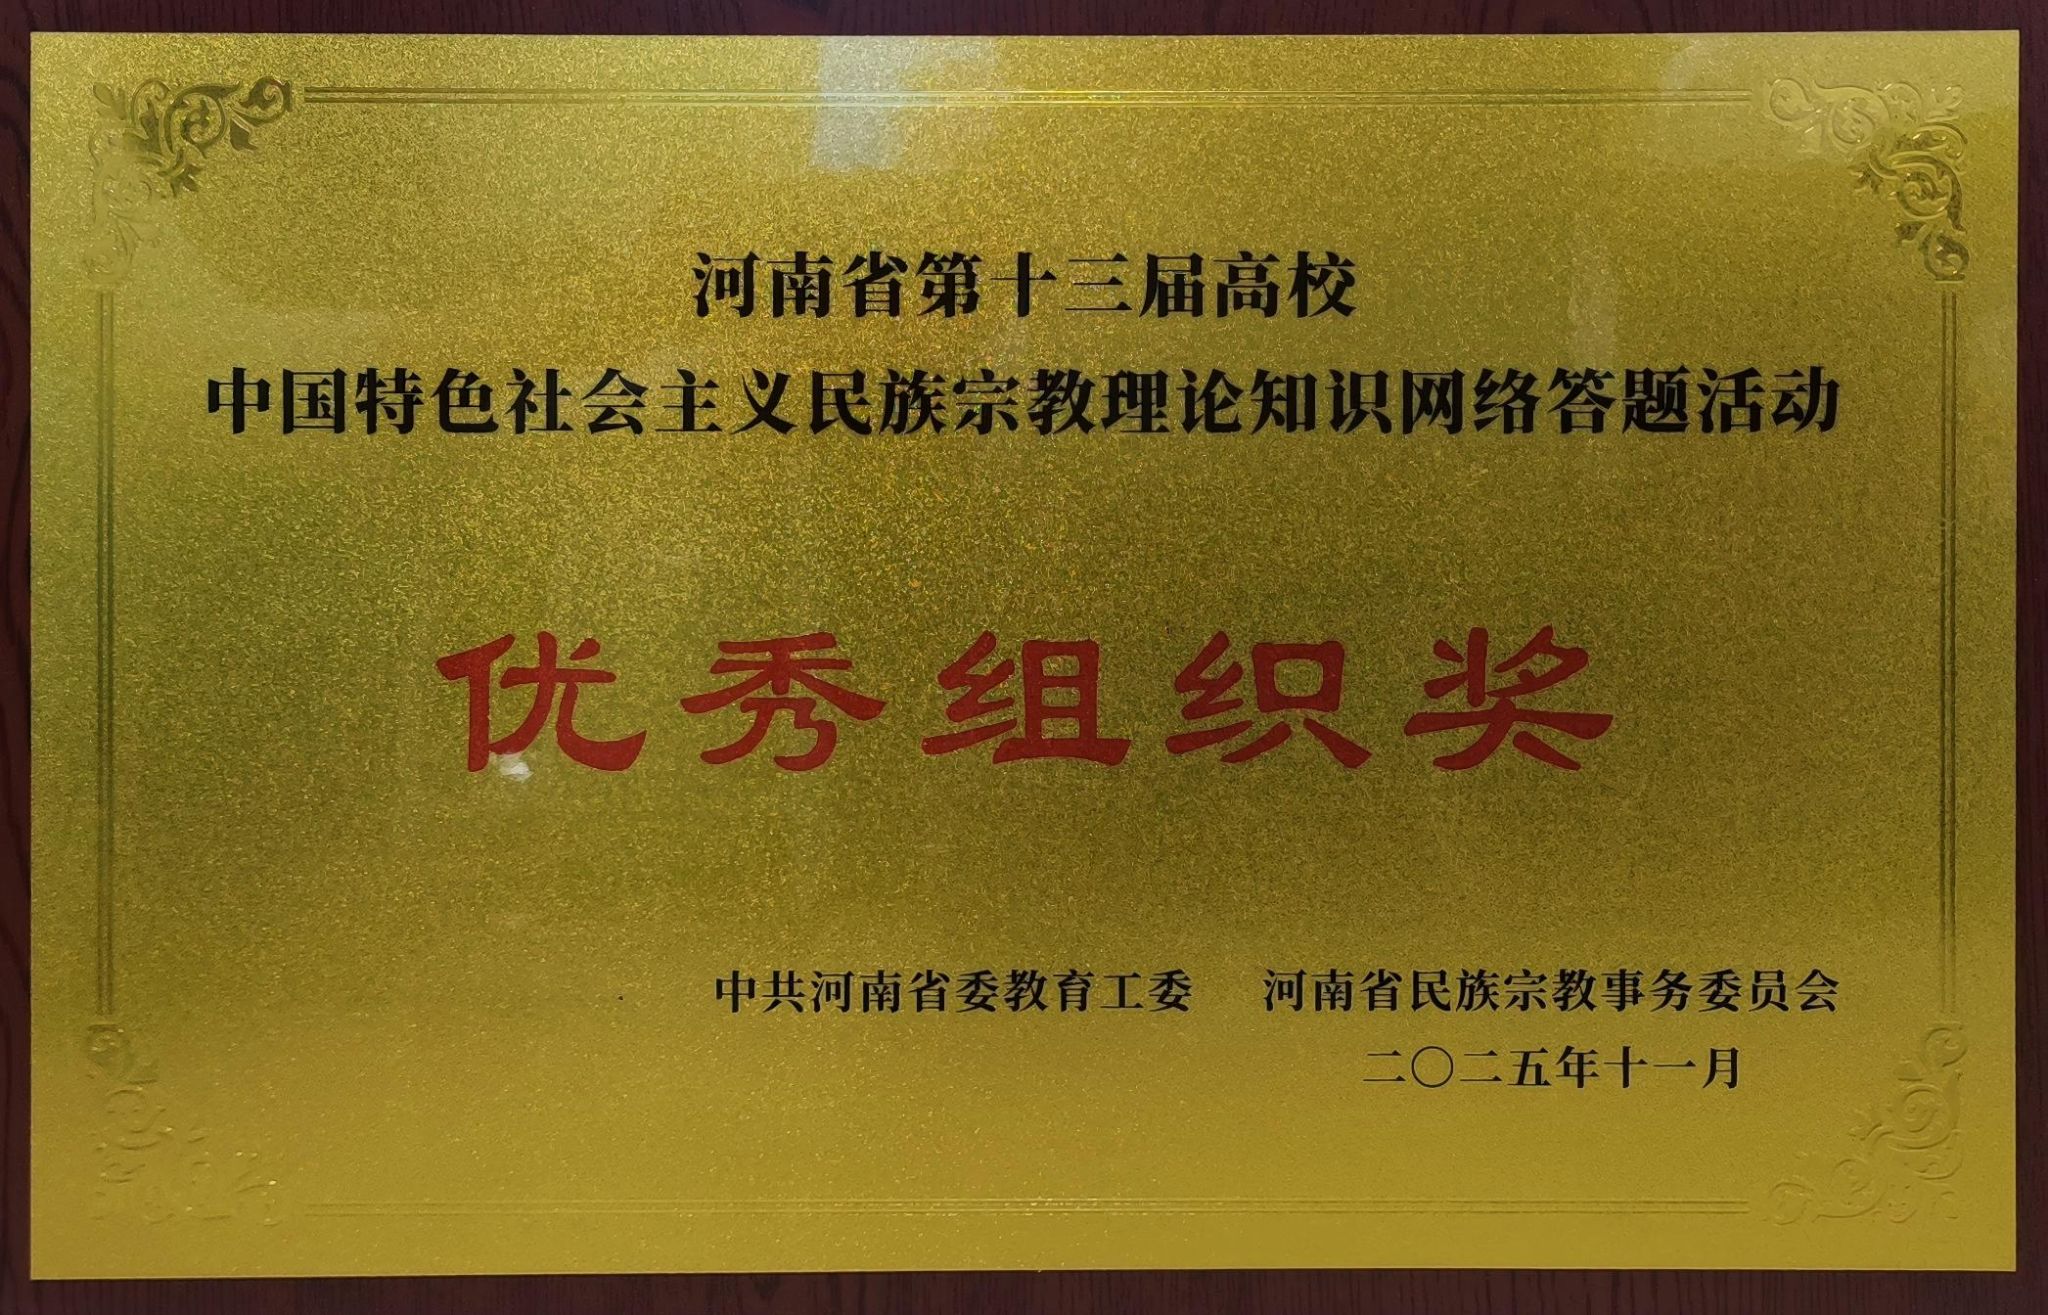 河南省第十三届高校
中国特色社会主义民族宗教理论知识网络答题活动
优秀组织奖
中共河南省委教育工委 河南省民族宗教事务委员会
二〇二五年十一月